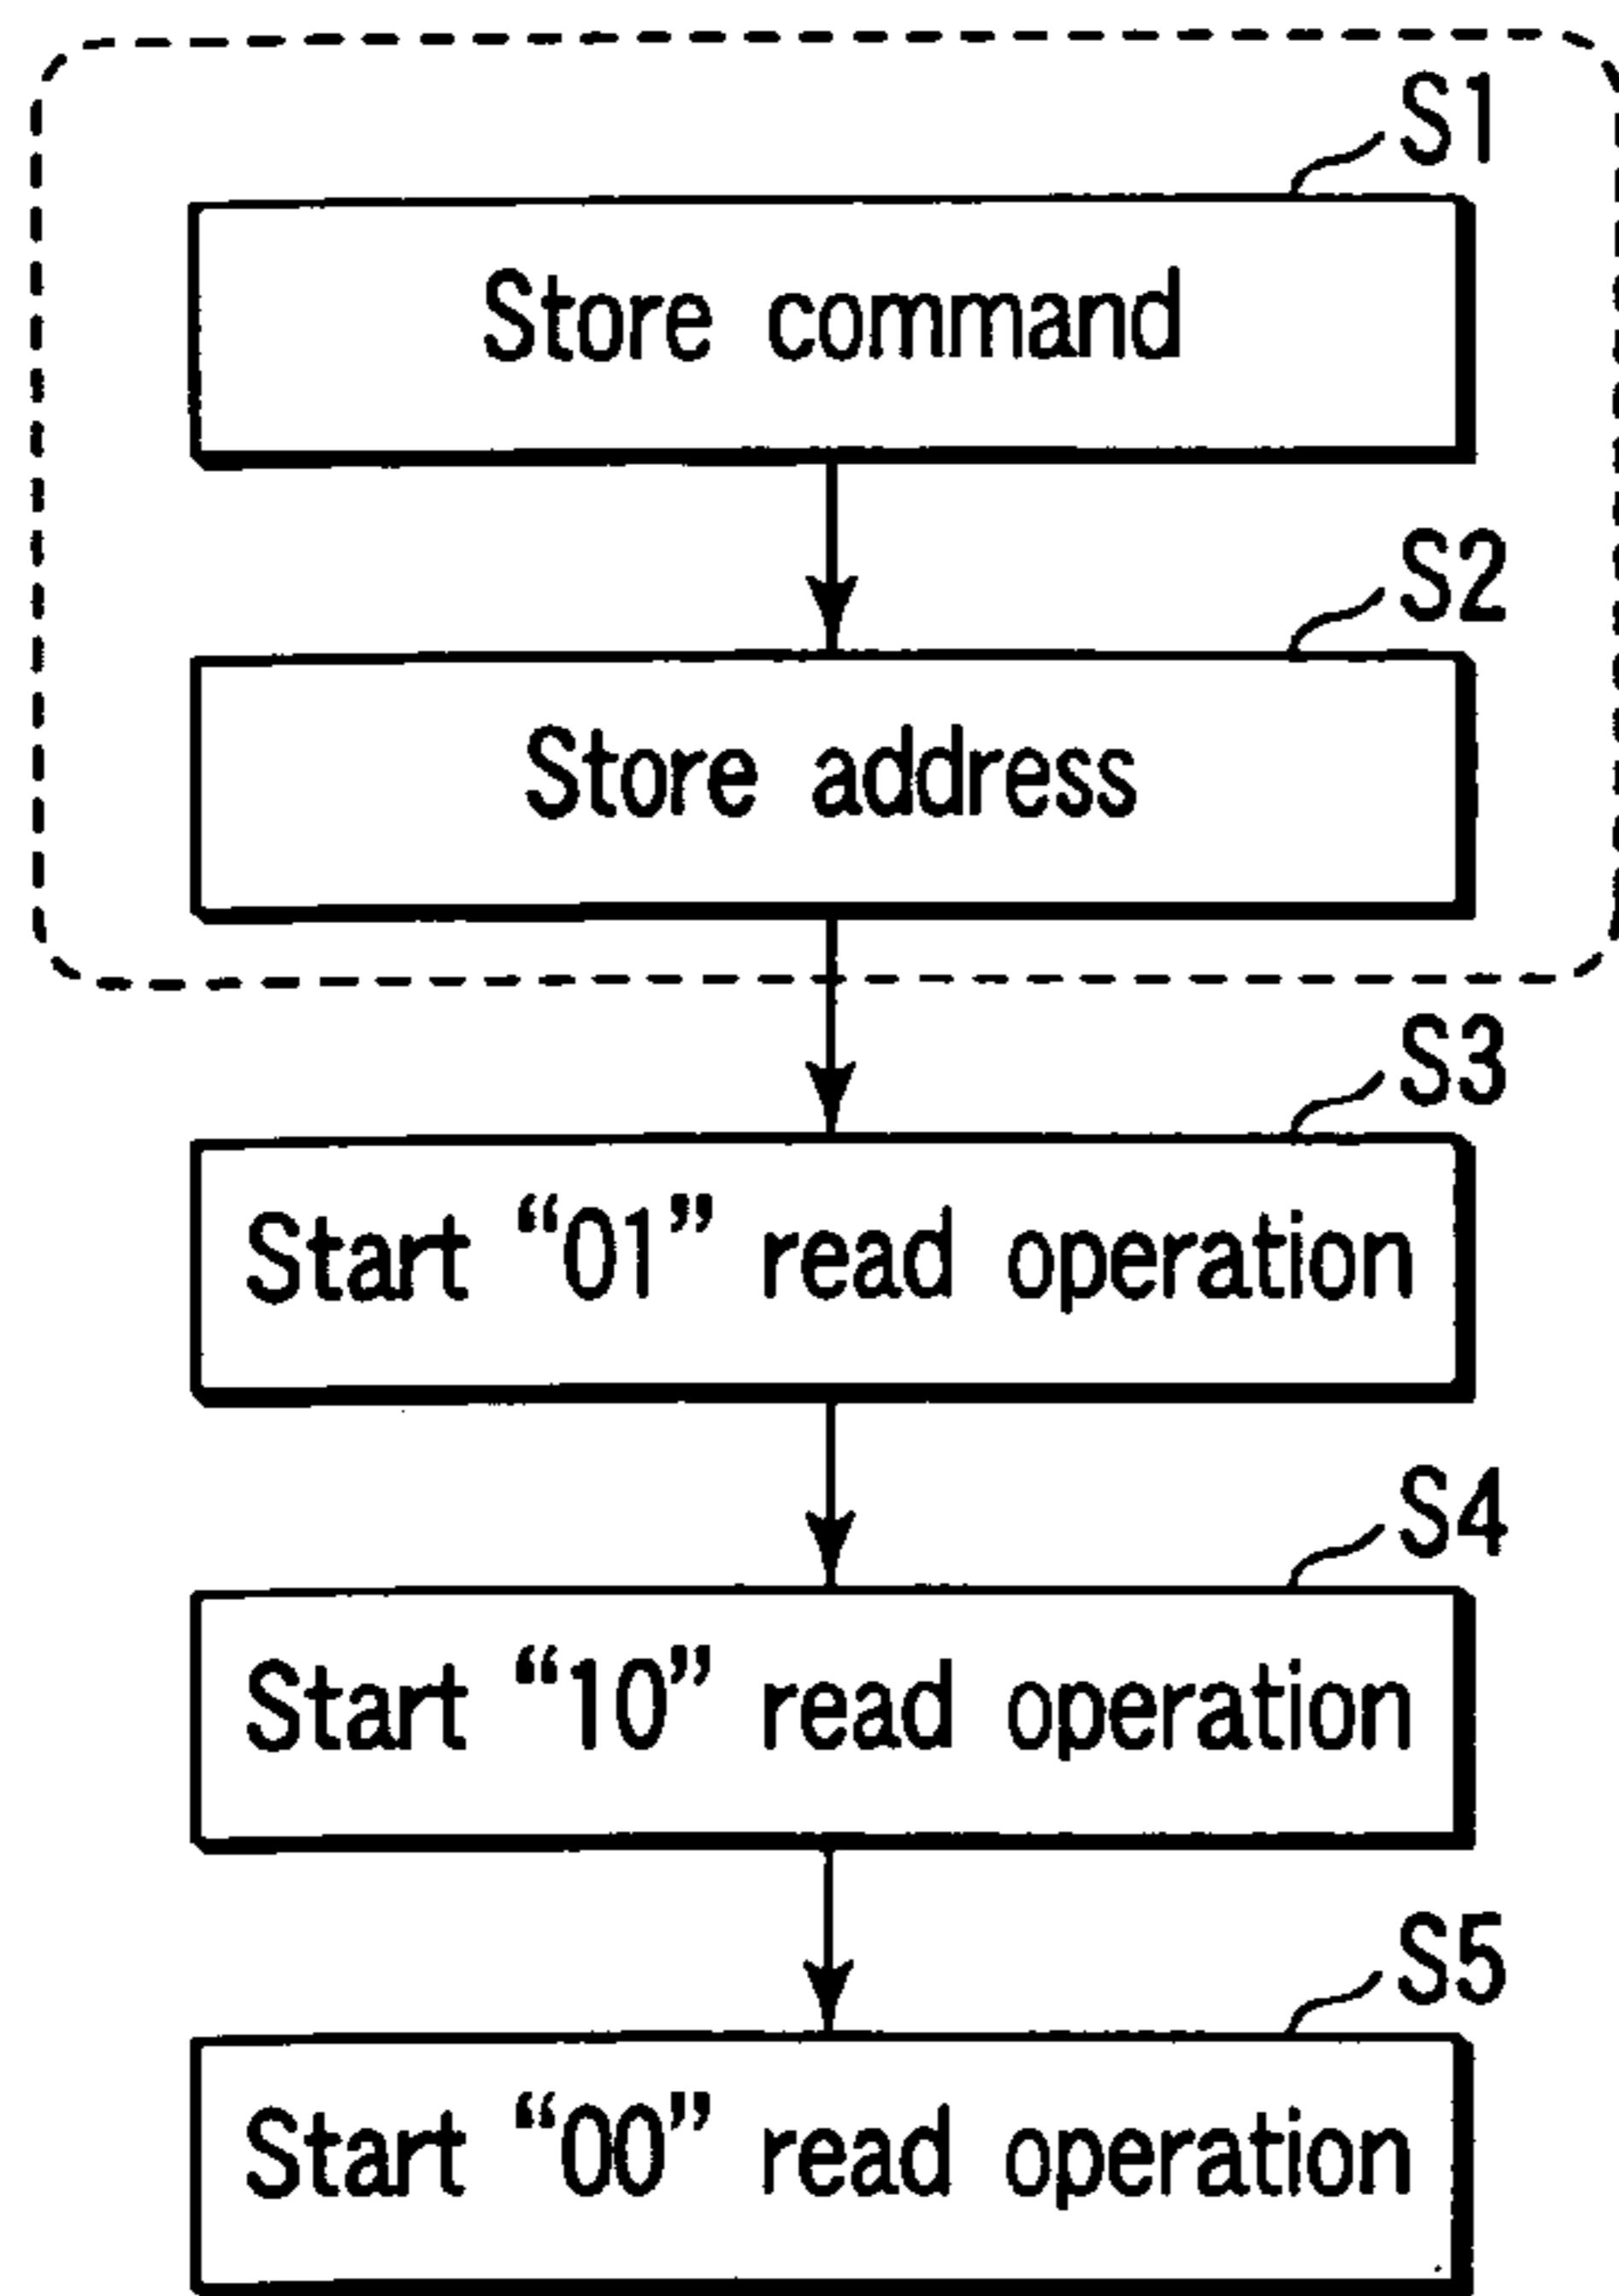 S1
Store command
S2
Store address
S3
Start “01” read operation
S4
Start “10” read operation
S5
Start “00” read operation